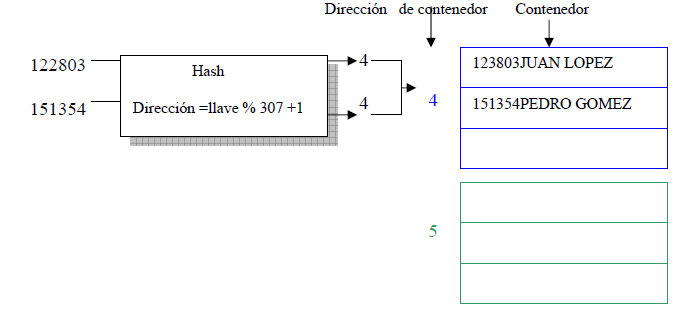 Dirección de contenedor Contenedor
122803 Hash 4 123803JUAN LOPEZ
151354 Dirección =llave % 307 +1 4 4 151354PEDRO GOMEZ
5